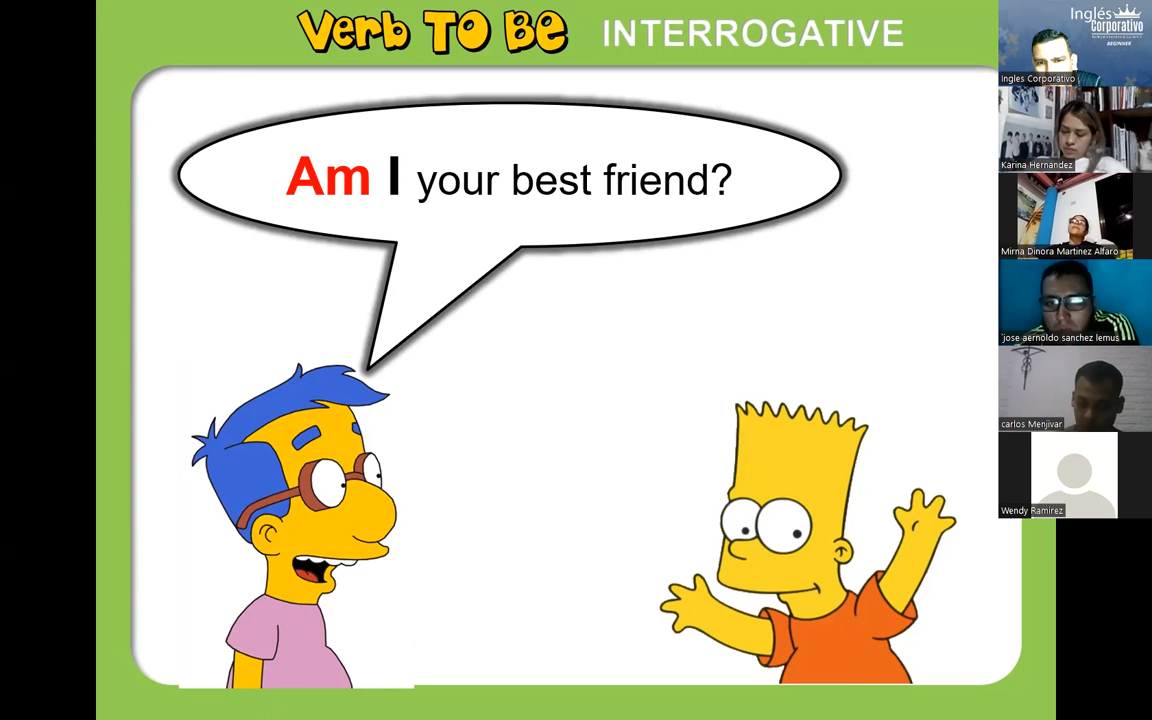 Verb TO BE INTERROGATIVE
Am I your best friend?
Inglés
Corporativo
BEGINNER
Ingles Corporativo
Karina Hernandez
Mirna Dinora Martinez Alfaro
jose aernoldo sanchez lemus
carlos Menjivar
Wendy Ramirez